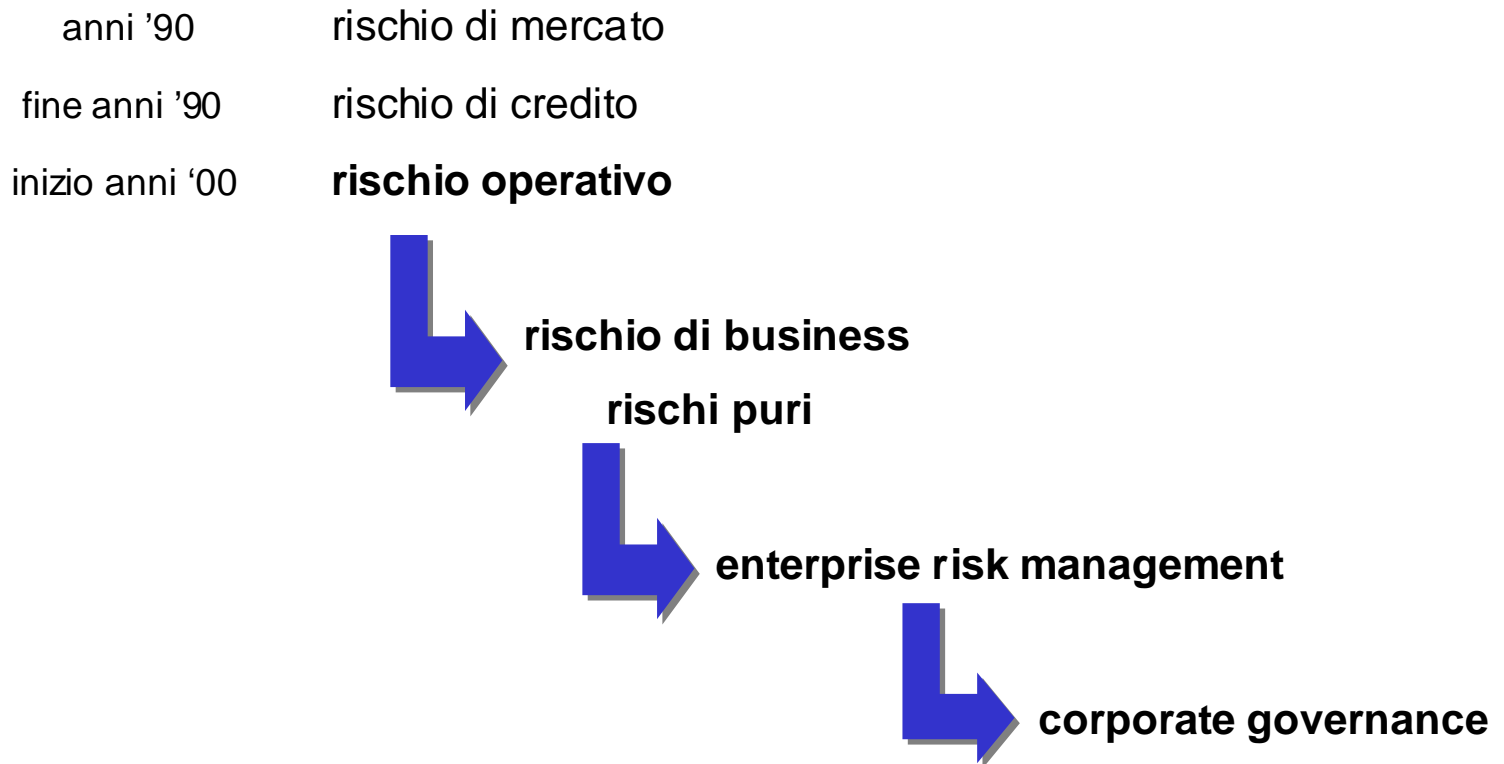 anni ’90 rischio di mercato
fine anni ’90 rischio di credito
inizio anni ‘00 rischio operativo
rischio di business
rischi puri
enterprise risk management
corporate governance